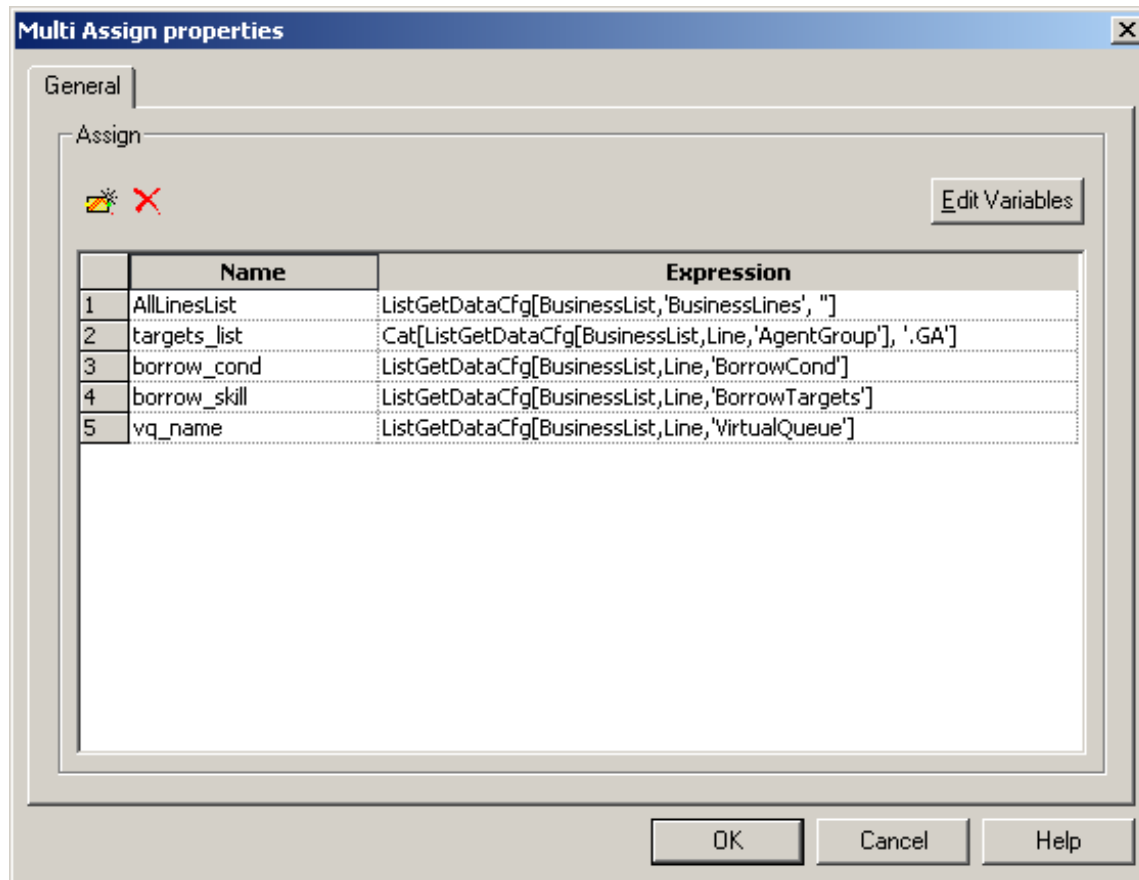 Multi Assign properties
General
Assign
Edit Variables
Name Expression
1 AllLinesList ListGetDataCfg[BusinessList,'BusinessLines', '']
2 targets_list Cat[ListGetDataCfg[BusinessList,Line,'AgentGroup'], '.GA']
3 borrow_cond ListGetDataCfg[BusinessList,Line,'BorrowCond']
4 borrow_skill ListGetDataCfg[BusinessList,Line,'BorrowTargets']
5 vq_name ListGetDataCfg[BusinessList,Line,'VirtualQueue']
OK Cancel Help